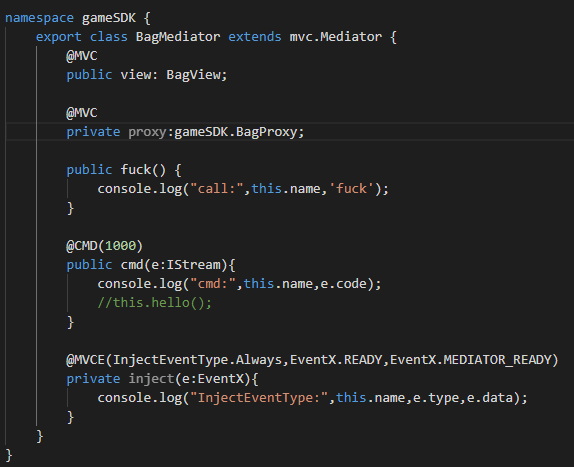 namespace gameSDK {
    export class BagMediator extends mvc.Mediator {
        @MVC
        public view: BagView;

        @MVC
        private proxy:gameSDK.BagProxy;

        public fuck() {
            console.log("call:",this.name,'fuck');
        }

        @CMD(1000)
        public cmd(e:IStream){
            console.log("cmd:",this.name,e.code);
            //this.hello();
        }

        @MVCE(InjectEventType.Always,EventX.READY,EventX.MEDIATOR_READY)
        private inject(e:EventX){
            console.log("InjectEventType:",this.name,e.type,e.data);
        }
    }
}